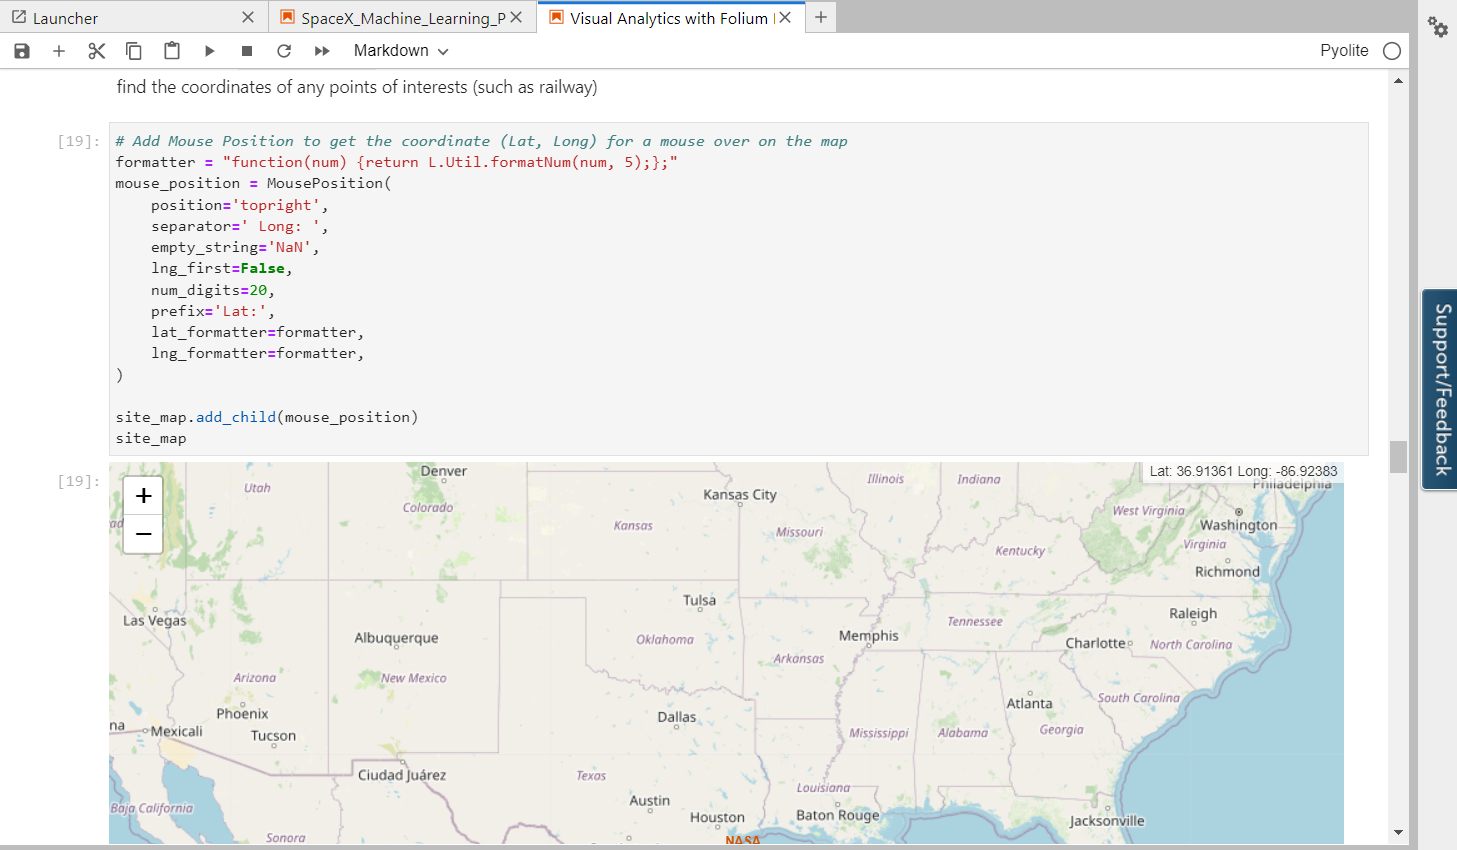 Launcher
SpaceX_Machine_Learning_P
Visual Analytics with Folium
Markdown
Pyolite
find the coordinates of any points of interests (such as railway)
[19]:
# Add Mouse Position to get the coordinate (Lat, Long) for a mouse over on the map
formatter = "function(num) {return L.Util.formatNum(num, 5);};"
mouse_position = MousePosition(
    position='topright',
    separator=' Long: ',
    empty_string='NaN',
    lng_first=False,
    num_digits=20,
    prefix='Lat:',
    lat_formatter=formatter,
    lng_formatter=formatter,
)
site_map.add_child(mouse_position)
site_map
[19]:
+
−
Lat: 36.91361 Long: -86.92383
Denver
Utah
Colorado
Kansas City
Illinois
Indiana
Philadelphia
Kansas
Missouri
West Virginia
Washington
Kentucky
Virginia
Richmond
Las Vegas
Tulsa
Raleigh
Albuquerque
Oklahoma
Memphis
Tennessee
Charlotte
North Carolina
Arkansas
Arizona
New Mexico
South Carolina
Atlanta
Phoenix
Dallas
na
Mexicali
Tucson
Mississippi
Alabama
Georgia
Ciudad Juárez
Texas
Louisiana
Baja California
Austin
Houston
Baton Rouge
Jacksonville
Sonora
NASA
Support/Feedback